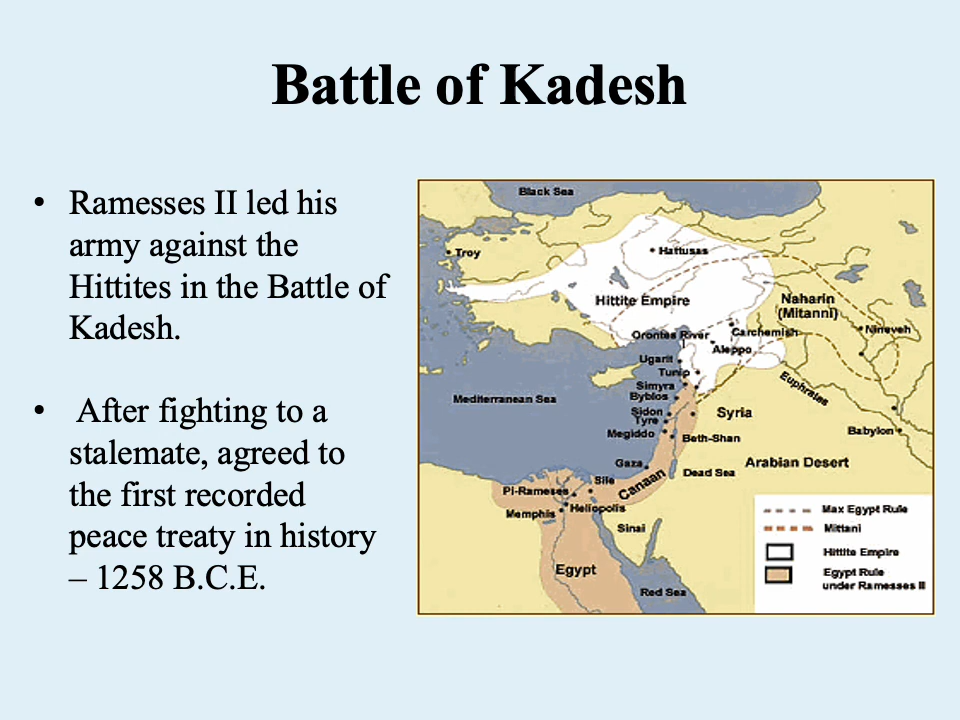 Battle of Kadesh
• Ramesses II led his
army against the
Hittites in the Battle of
Kadesh.
• After fighting to a
stalemate, agreed to
the first recorded
peace treaty in history
– 1258 B.C.E.
Black Sea
Troy
Hattusas
Hittite Empire
Naharin
(Mitanni)
Orontes River
Carchemish
Nineveh
Aleppo
Ugarit
Tunip
Simyra
Euphrates
Byblos
Mediterranean Sea
Sidon
Syria
Tyre
Megiddo
Beth-Shan
Babylon
Gaza
Dead Sea
Arabian Desert
Canaan
Sile
Pi-Rameses
Heliopolis
Memphis
Sinai
Egypt
Red Sea
Max Egypt Rule
Mittani
Hittite Empire
Egypt Rule
under Ramesses II